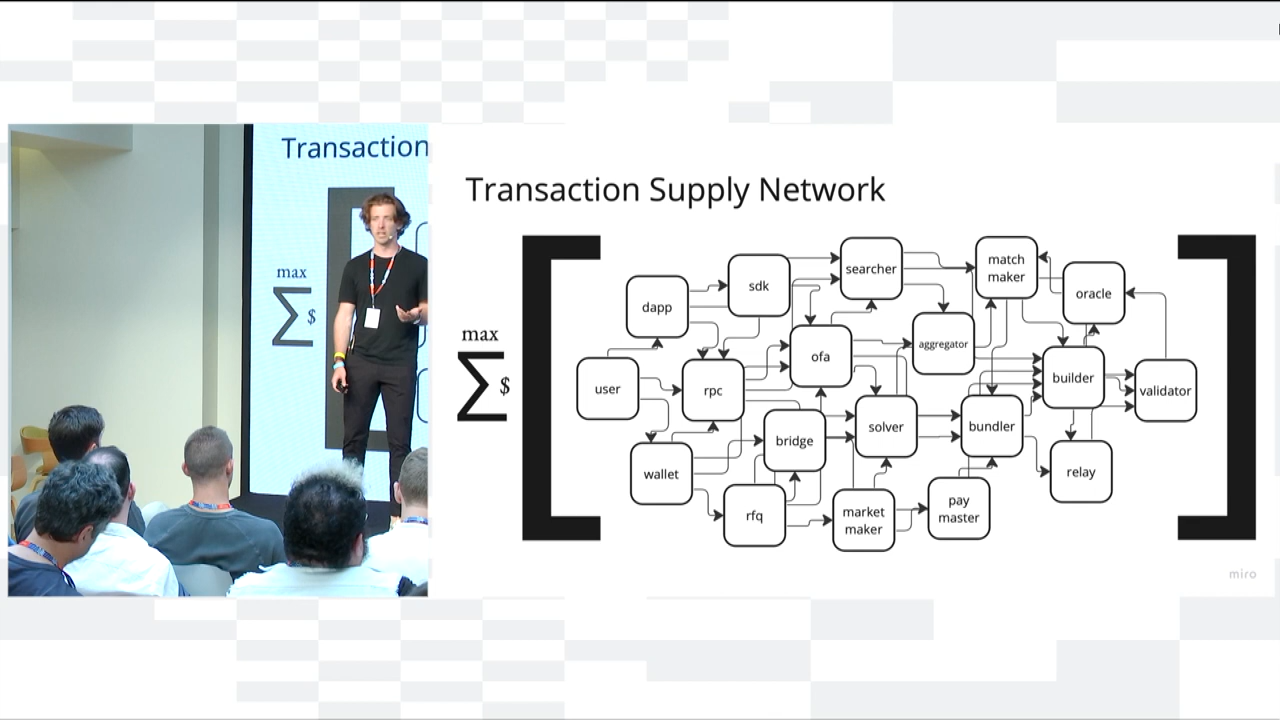 Transaction
max
Σ $
Transaction Supply Network
max
Σ $
searcher
match
maker
sdk
oracle
dapp
aggregator
ofa
user
rpc
builder
validator
bridge
solver
bundler
wallet
relay
rfq
market
maker
pay
master
miro